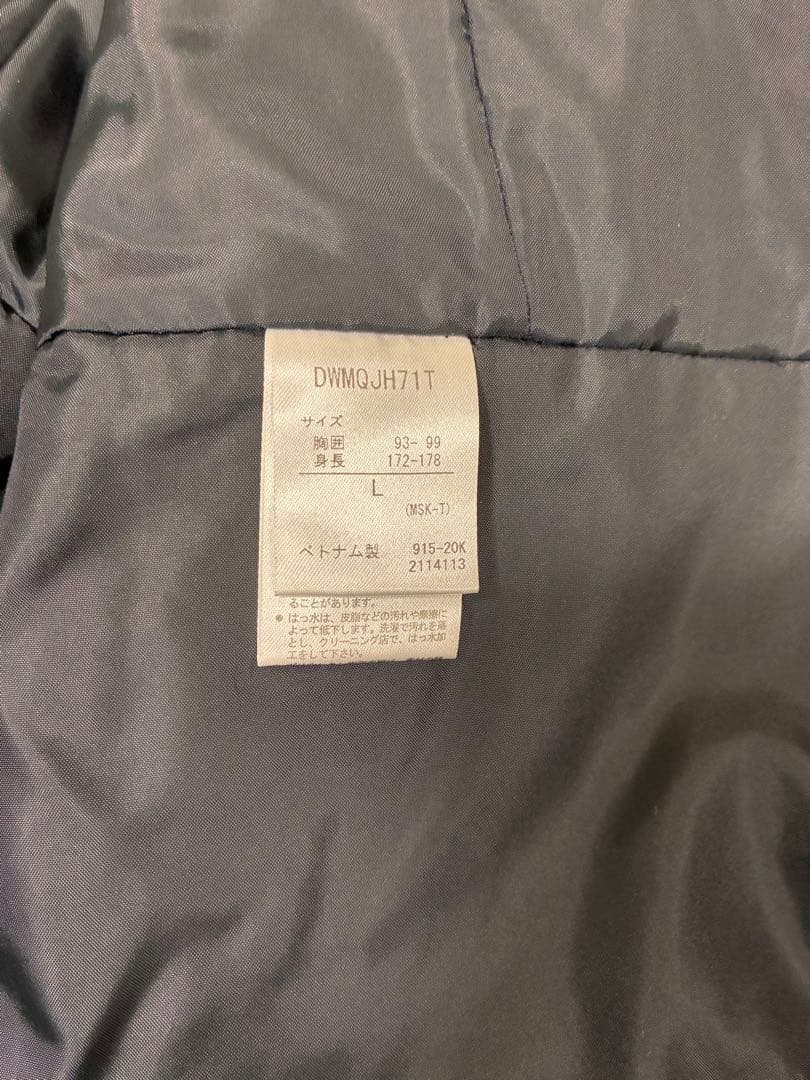 DWMQJH71T
サイズ
胸囲 93- 99
身長 172-178
L
(MSK-T)
ベトナム製 915-20K
2114113
ることがあります。
● はっ水は、皮脂などの汚れや摩擦に
よって低下します。洗濯で汚れを落
とし、クリーニング店で、はっ水加
工をして下さい。